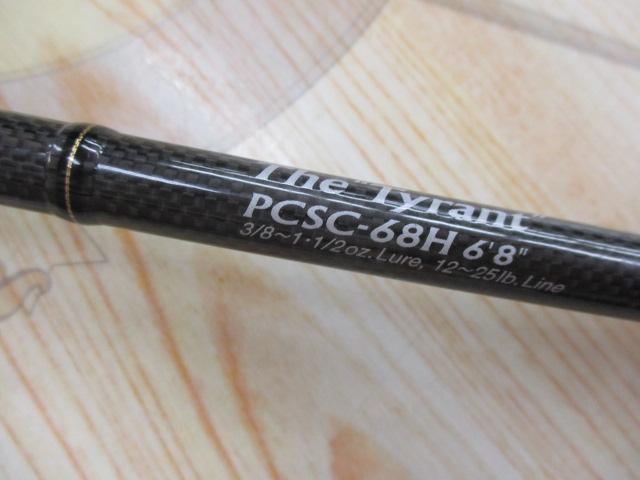 The "Tyrant"
PCSC-68H 6'8"
3/8~1·1/2oz.Lure, 12~25lb.Line